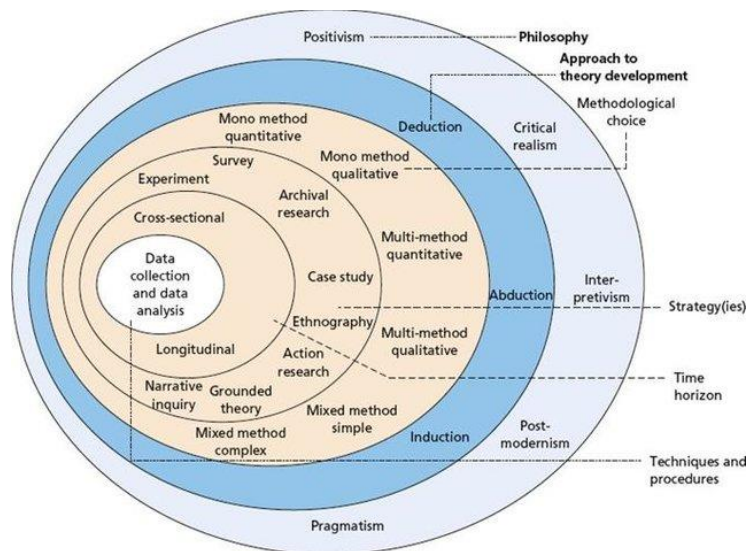 Positivism
Philosophy
Approach to
theory development
Methodological
choice
Mono method
quantitative
Deduction
Critical
realism
Mono method
qualitative
Survey
Experiment
Archival
research
Cross-sectional
Multi-method
quantitative
Data
collection
and data
analysis
Case study
Abduction
Inter-
pretivism
Strategy(ies)
Ethnography
Multi-method
qualitative
Longitudinal
Action
research
Time
horizon
Narrative
inquiry
Grounded
theory
Mixed method
simple
Mixed method
complex
Induction
Post-
modernism
Techniques and
procedures
Pragmatism